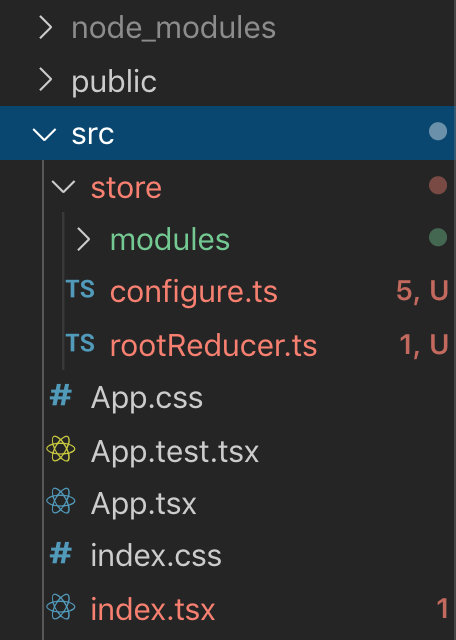 node_modules
public
src
store
modules
TS configure.ts 5, U
TS rootReducer.ts 1, U
# App.css
App.test.tsx
App.tsx
# index.css
index.tsx 1